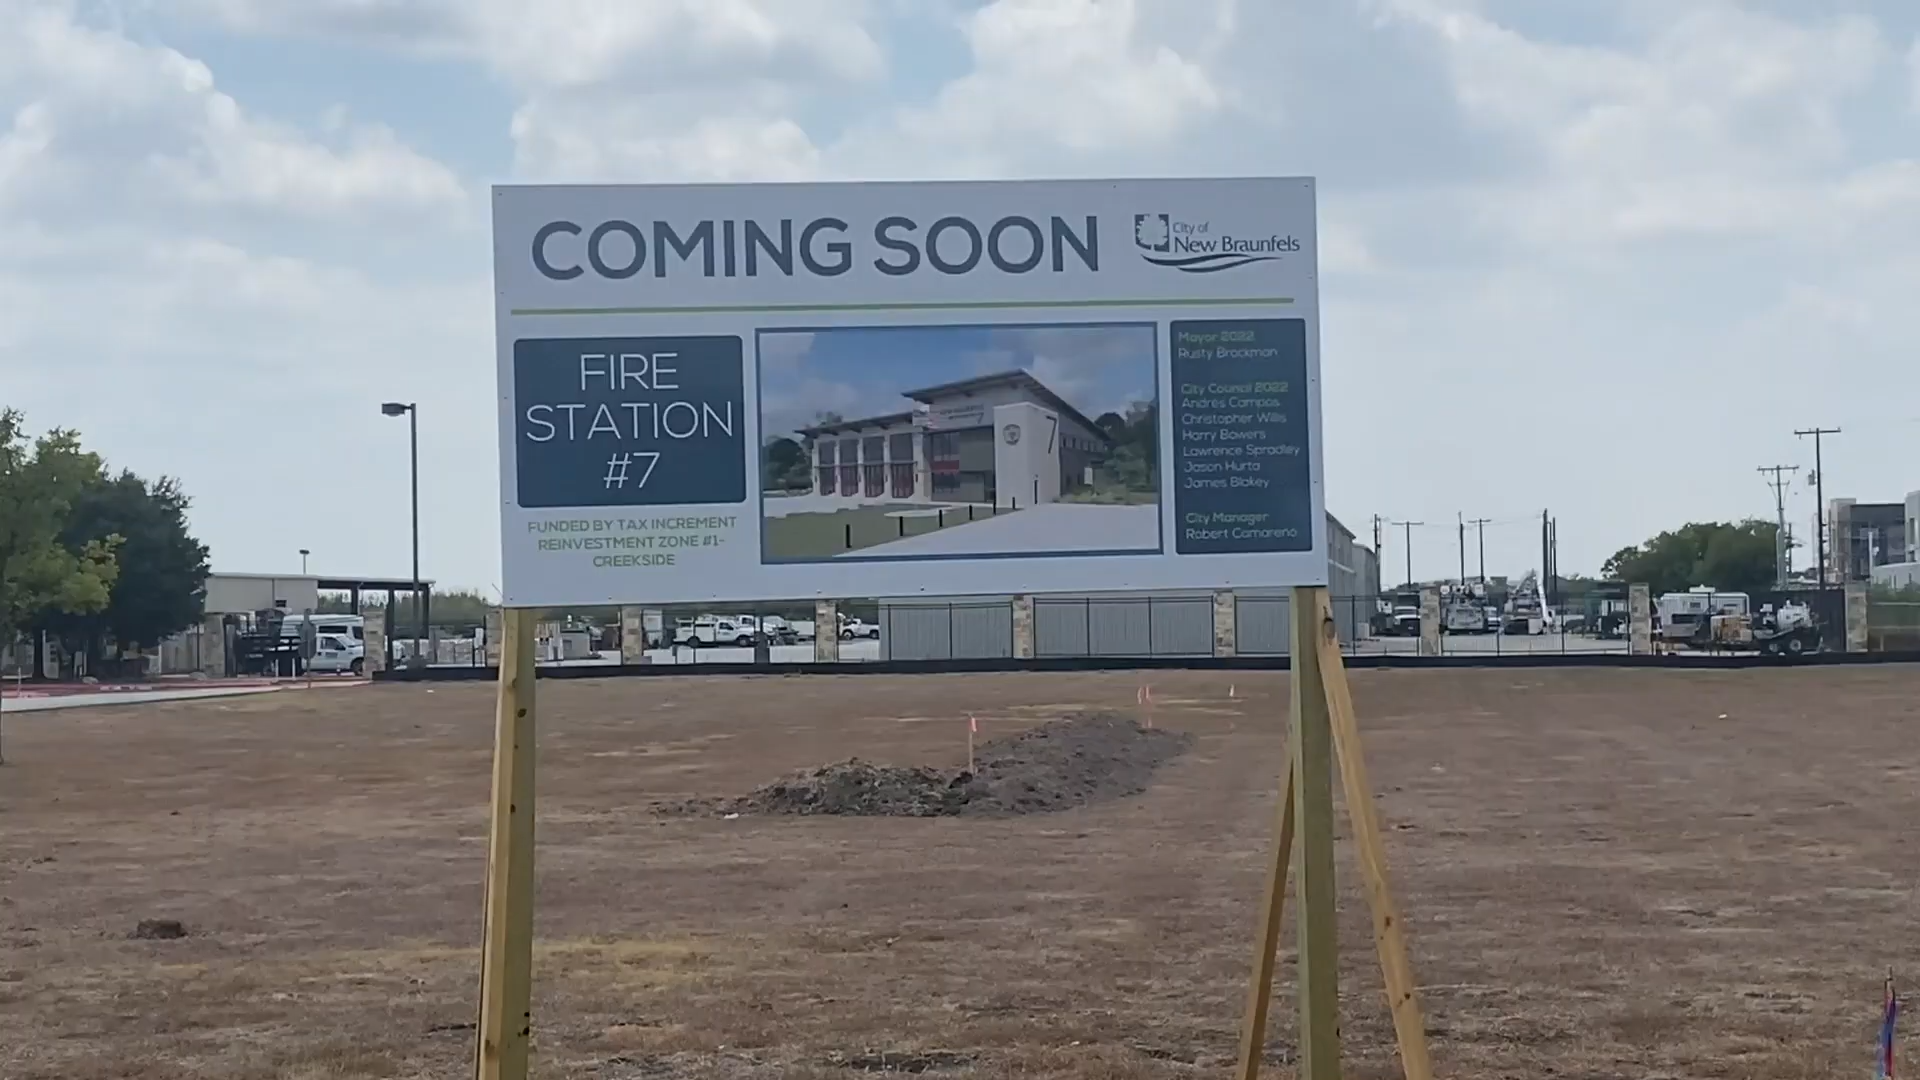 COMING SOON
City of
New Braunfels
FIRE
STATION
#7
FUNDED BY TAX INCREMENT
REINVESTMENT ZONE #1-
CREEKSIDE
7
Mayor 2022
Rusty Brockman
City Council 2022
Andres Campos
Christopher Willis
Harry Bowers
Lawrence Spradley
Jason Hurta
James Blakey
City Manager
Robert Camareno